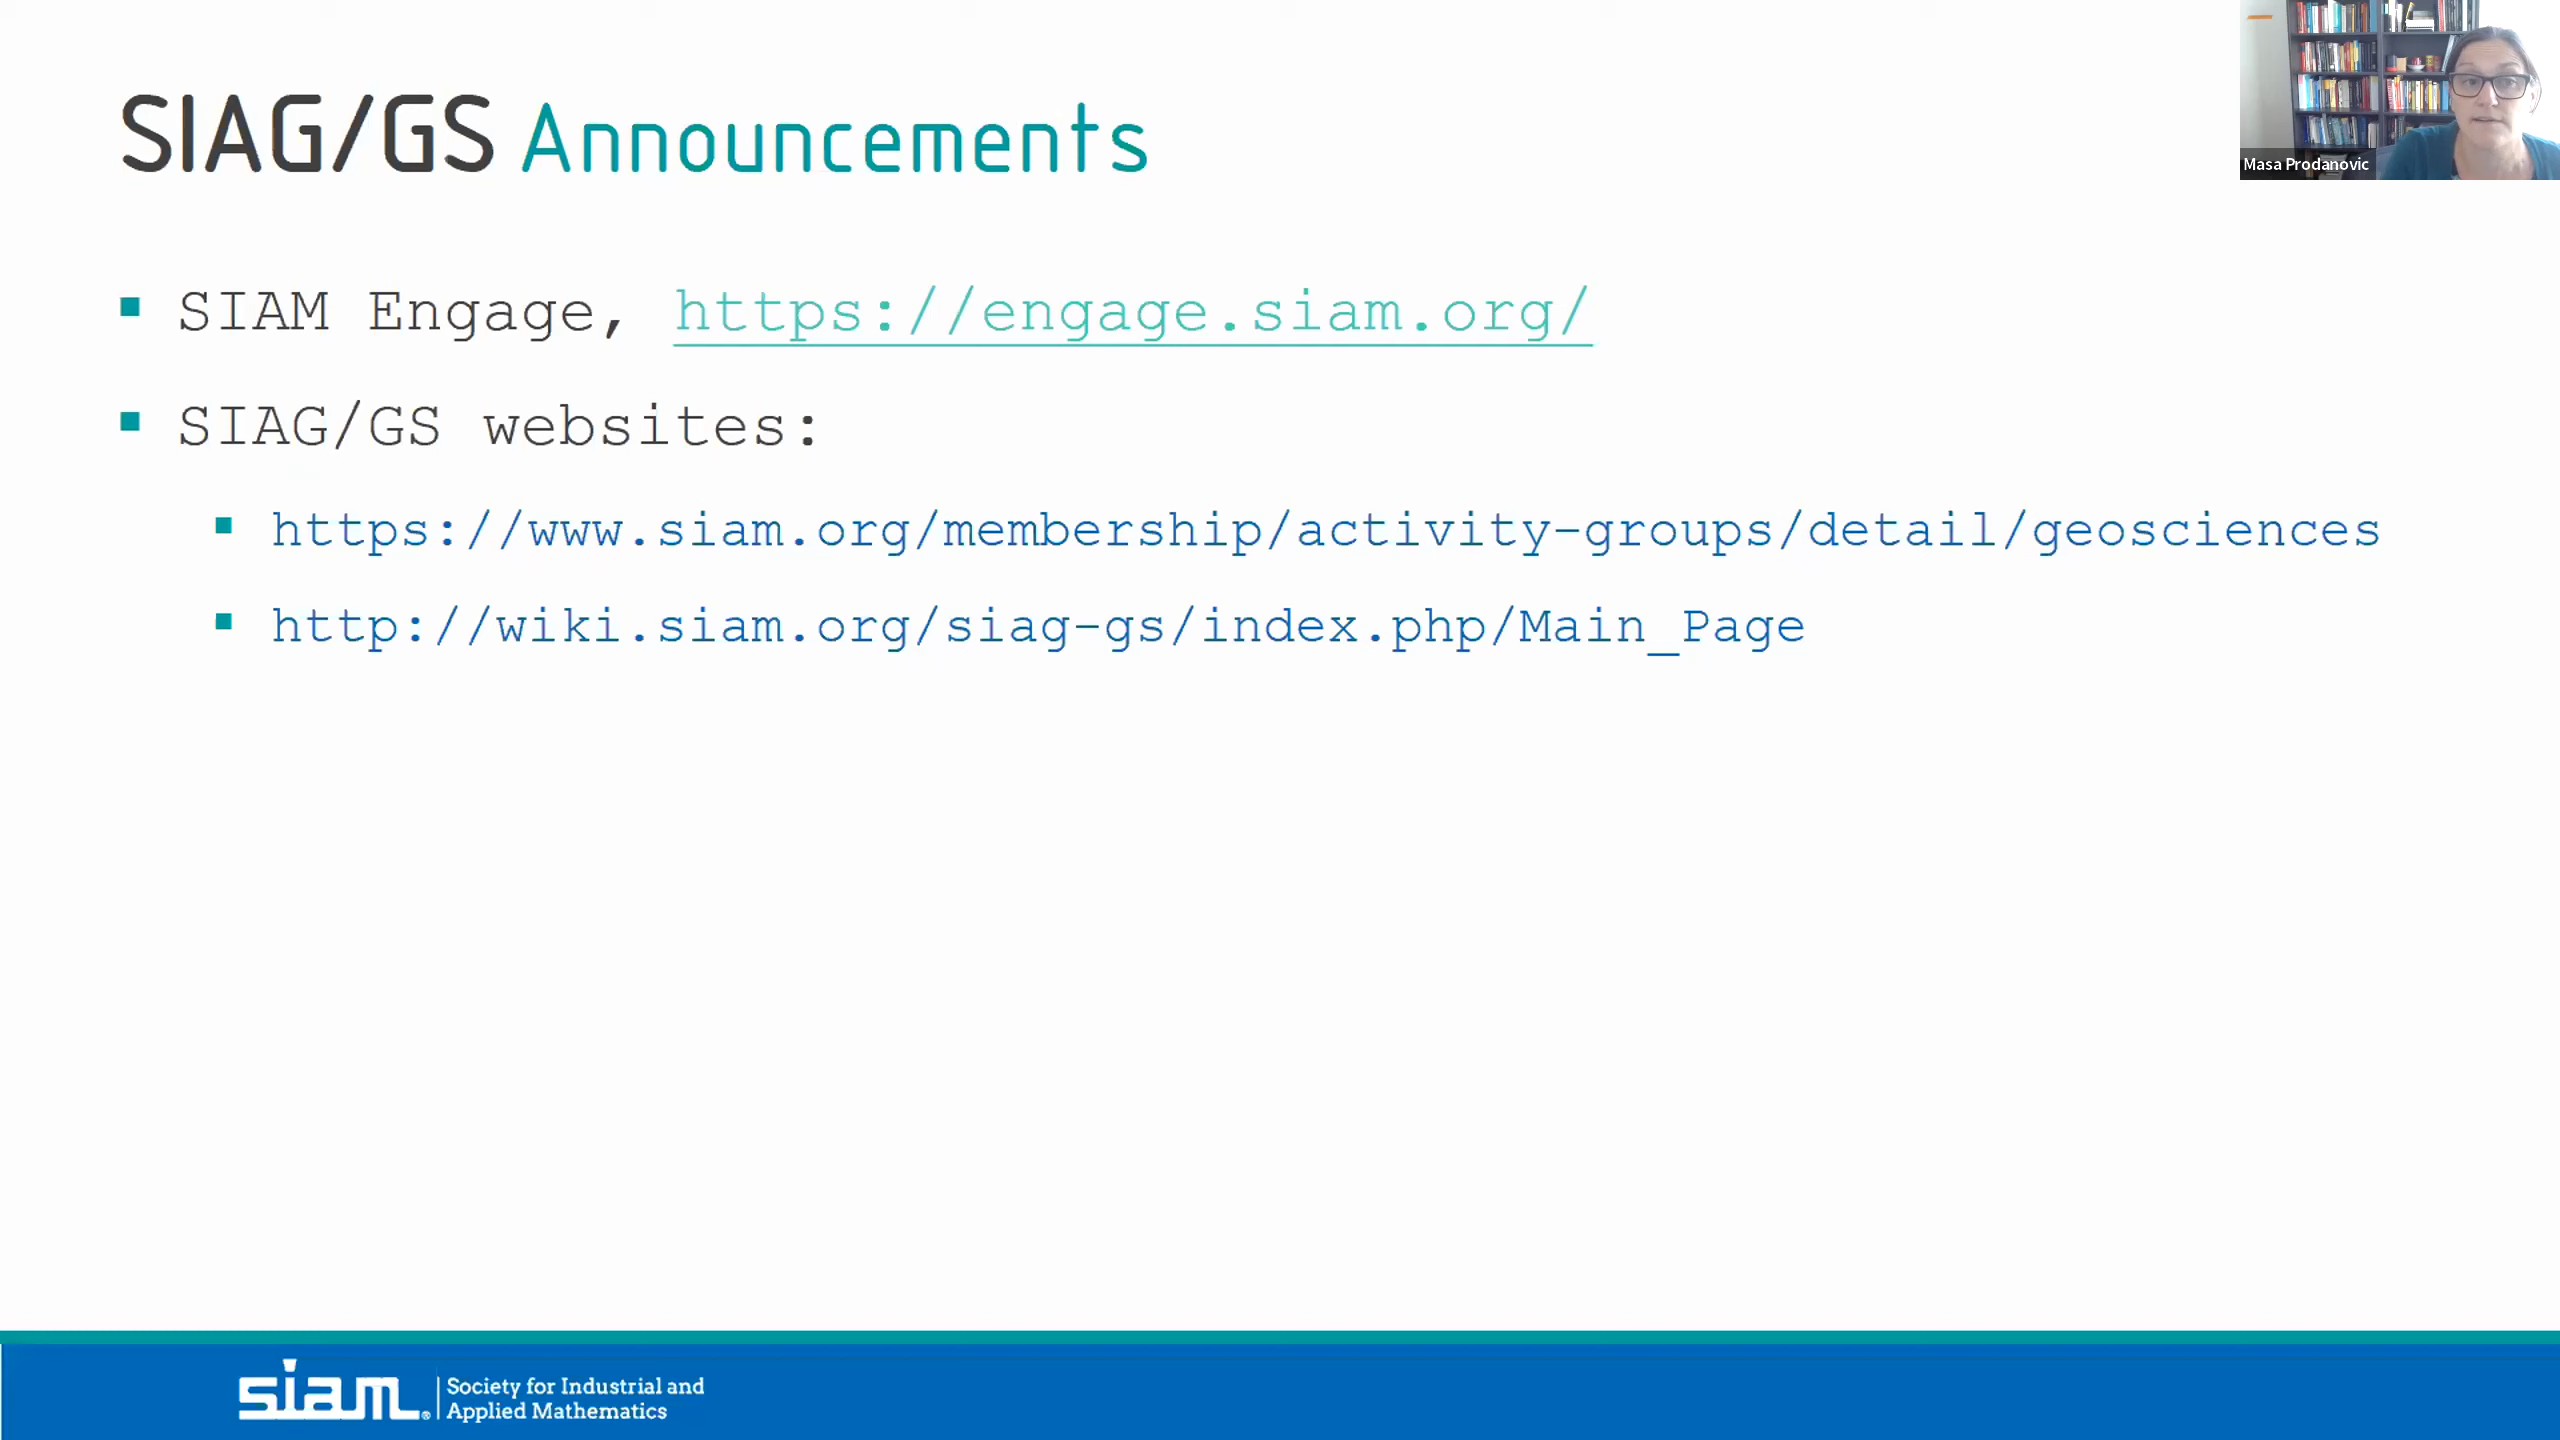 SIAG/GS Announcements
Masa Prodanovic
▪ SIAM Engage, https://engage.siam.org/
▪ SIAG/GS websites:
▪ https://www.siam.org/membership/activity-groups/detail/geosciences
▪ http://wiki.siam.org/siag-gs/index.php/Main_Page
siam®
Society for Industrial and
Applied Mathematics